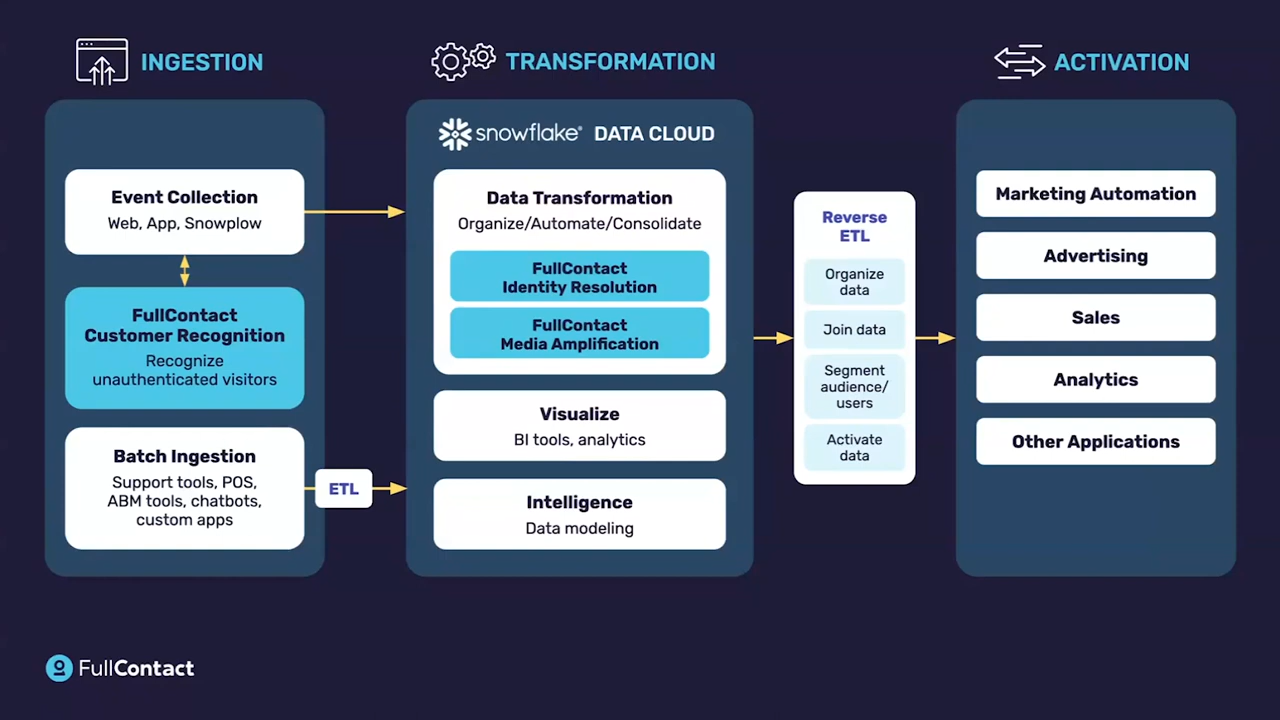 INGESTION
TRANSFORMATION
ACTIVATION
snowflake® DATA CLOUD
Event Collection
Web, App, Snowplow
FullContact
Customer Recognition
Recognize
unauthenticated visitors
Batch Ingestion
Support tools, POS,
ABM tools, chatbots,
custom apps
ETL
Data Transformation
Organize/Automate/Consolidate
FullContact
Identity Resolution
FullContact
Media Amplification
Visualize
BI tools, analytics
Intelligence
Data modeling
Reverse
ETL
Organize
data
Join data
Segment
audience/
users
Activate
data
Marketing Automation
Advertising
Sales
Analytics
Other Applications
FullContact